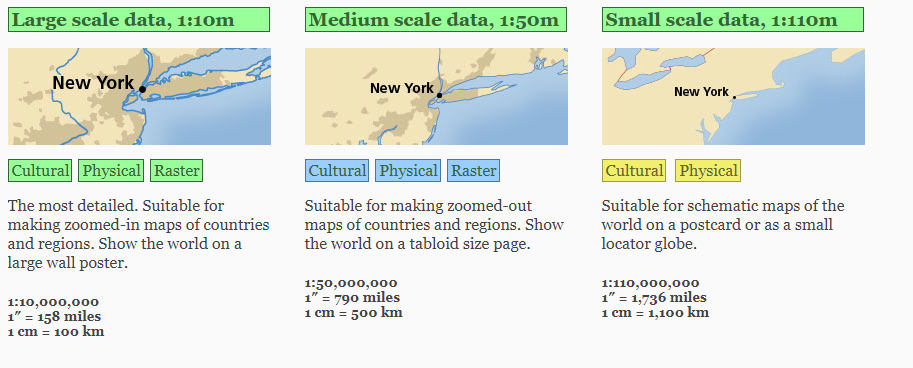 Large scale data, 1:10m
New York
Cultural Physical Raster
The most detailed. Suitable for
making zoomed-in maps of countries
and regions. Show the world on a
large wall poster.
1:10,000,000
1″ = 158 miles
1 cm = 100 km
Medium scale data, 1:50m
New York
Cultural Physical Raster
Suitable for making zoomed-out
maps of countries and regions. Show
the world on a tabloid size page.
1:50,000,000
1″ = 790 miles
1 cm = 500 km
Small scale data, 1:110m
New York
Cultural Physical
Suitable for schematic maps of the
world on a postcard or as a small
locator globe.
1:110,000,000
1″ = 1,736 miles
1 cm = 1,100 km